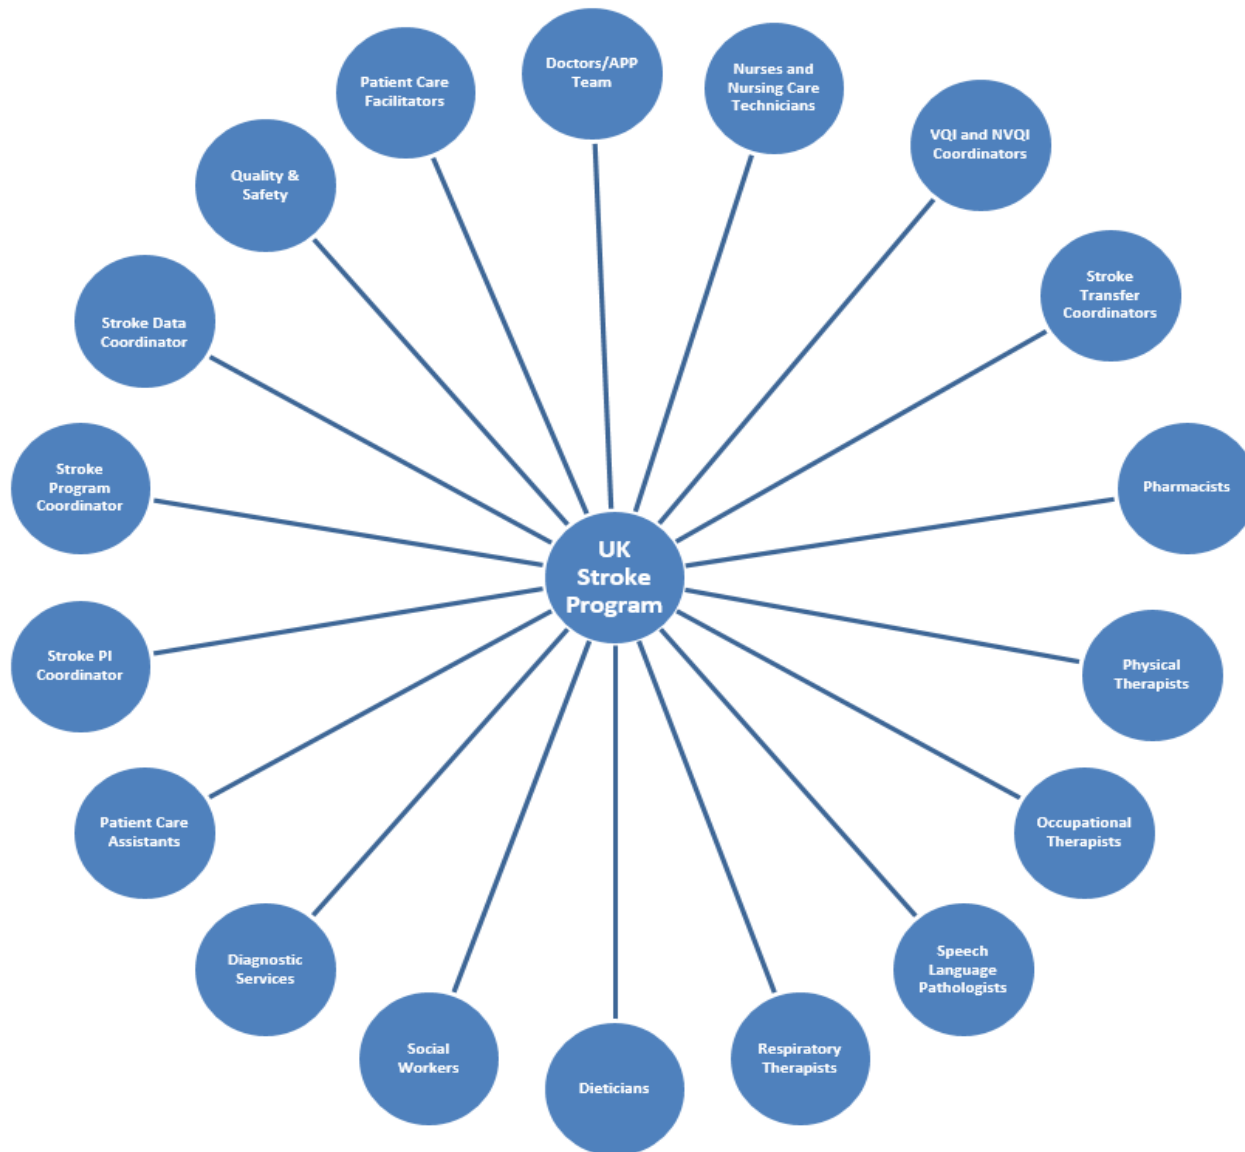 Doctors/APP
Team
Nurses and
Nursing Care
Technicians
VQI and NVQI
Coordinators
Stroke
Transfer
Coordinators
Pharmacists
Physical
Therapists
Occupational
Therapists
Speech
Language
Pathologists
Respiratory
Therapists
Dieticians
Social
Workers
Diagnostic
Services
Patient Care
Assistants
Stroke PI
Coordinator
Stroke
Program
Coordinator
Stroke Data
Coordinator
Quality &
Safety
Patient Care
Facilitators
UK
Stroke
Program